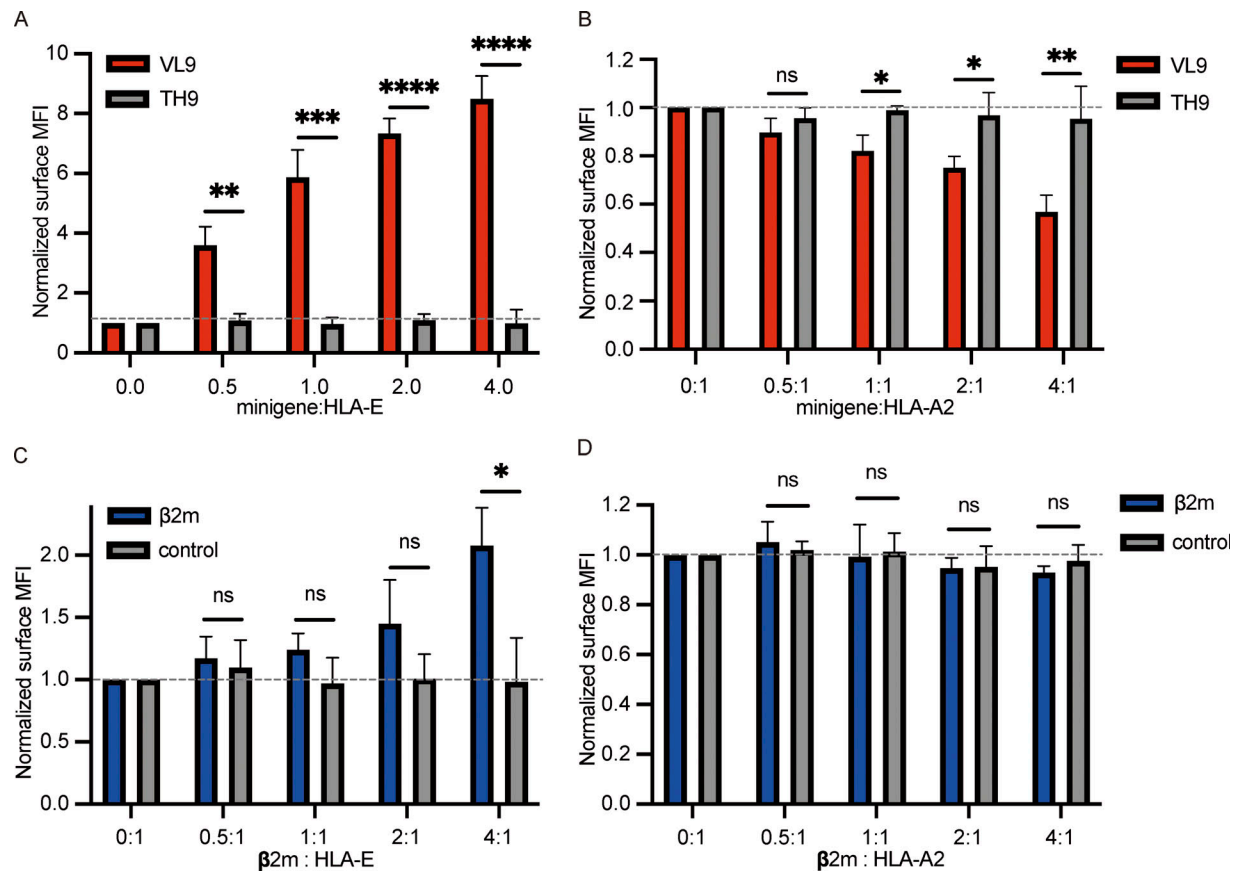 A
Normalized surface MFI
10
8
6
4
2
0
VL9
TH9
**
***
****
****
0.0 0.5 1.0 2.0 4.0
minigene:HLA-E
B
Normalized surface MFI
1.2
1.0
0.8
0.6
0.4
0.2
0.0
ns
*
*
**
VL9
TH9
0:1 0.5:1 1:1 2:1 4:1
minigene:HLA-A2
C
Normalized surface MFI
2.0
1.5
1.0
0.5
0.0
β2m
control
ns
ns
ns
*
0:1 0.5:1 1:1 2:1 4:1
β2m : HLA-E
D
Normalized surface MFI
1.2
1.0
0.8
0.6
0.4
0.2
0.0
ns
ns
ns
ns
β2m
control
0:1 0.5:1 1:1 2:1 4:1
β2m : HLA-A2